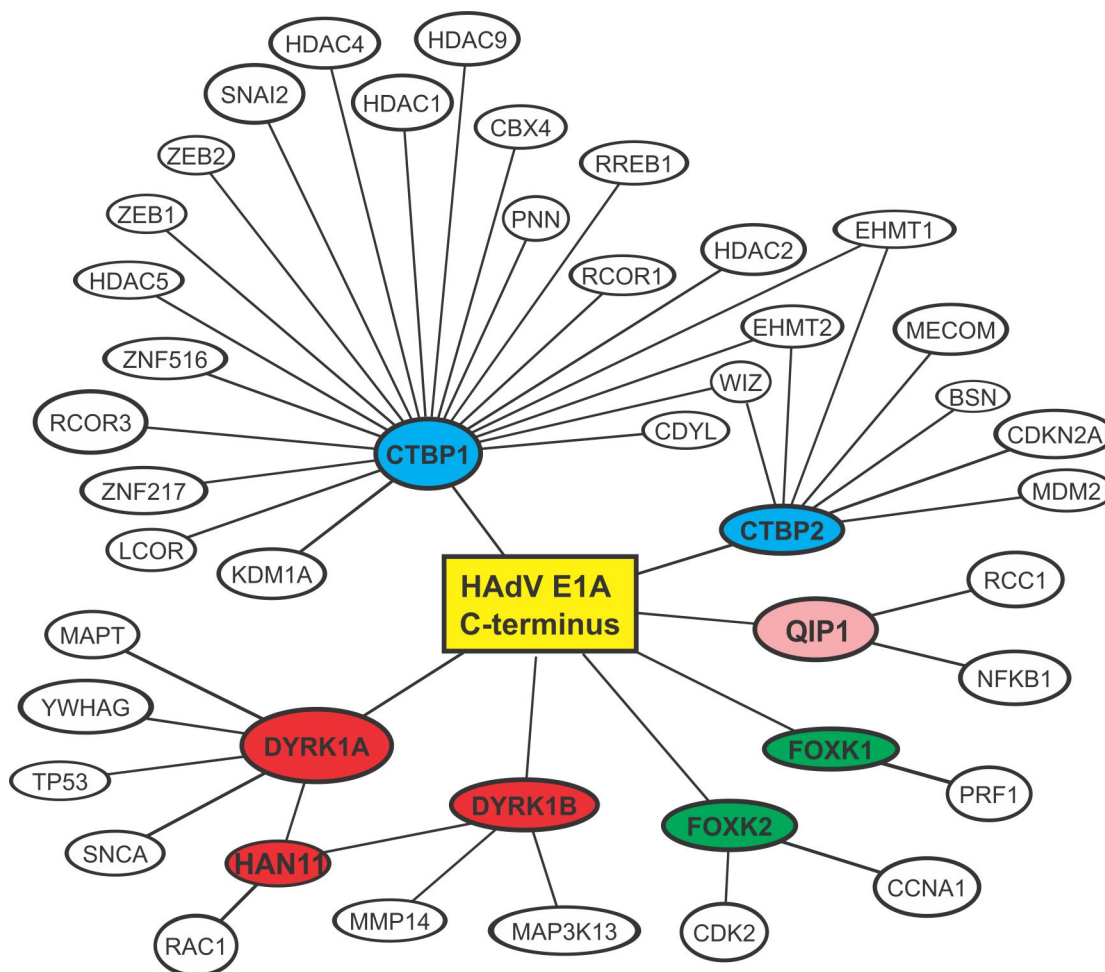 HDAC4
HDAC9
SNAI2
HDAC1
CBX4
ZEB2
RREB1
ZEB1
PNN
EHMT1
HDAC5
RCOR1
HDAC2
ZNF516
EHMT2
MECOM
WIZ
BSN
RCOR3
CDYL
CDKN2A
CTBP1
ZNF217
MDM2
LCOR
CTBP2
KDM1A
HAdV E1A
C-terminus
RCC1
QIP1
MAPT
NFKB1
YWHAG
DYRK1A
FOXK1
TP53
PRF1
DYRK1B
FOXK2
SNCA
HAN11
CCNA1
MMP14
MAP3K13
CDK2
RAC1